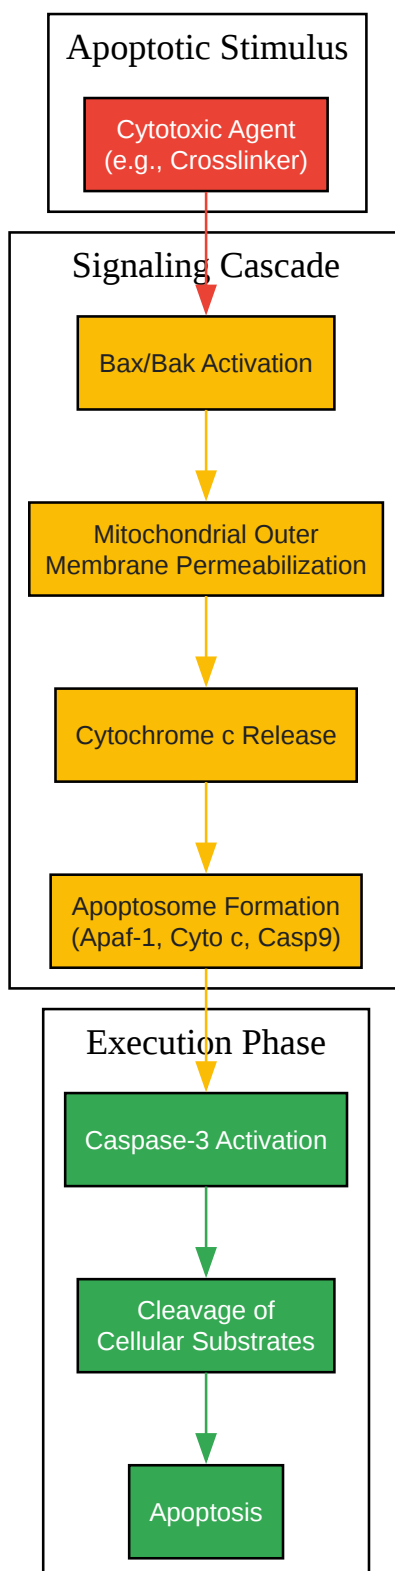 Apoptotic Stimulus
Cytotoxic Agent
(e.g., Crosslinker)
Signaling Cascade
Bax/Bak Activation
Mitochondrial Outer
Membrane Permeabilization
Cytochrome c Release
Apoptosome Formation
(Apaf-1, Cyto c, Casp9)
Execution Phase
Caspase-3 Activation
Cleavage of
Cellular Substrates
Apoptosis